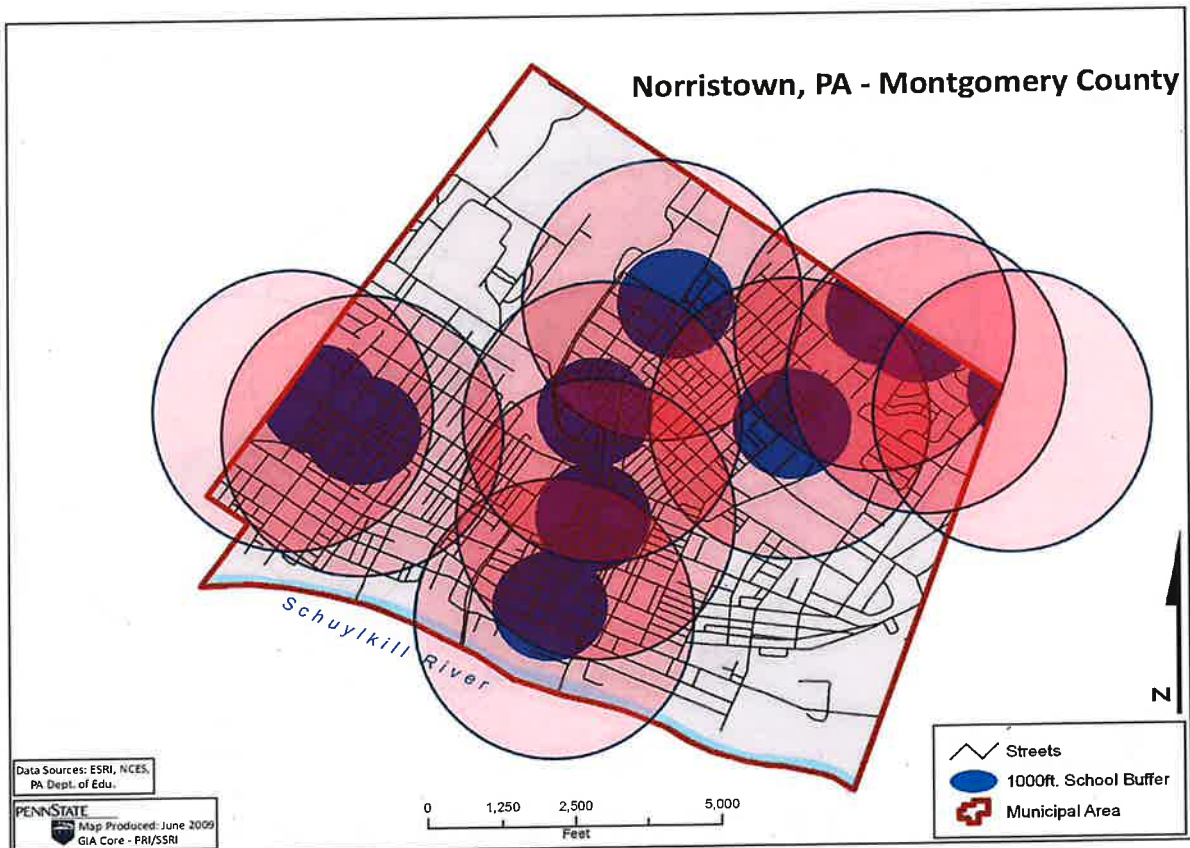 Norristown, PA - Montgomery County
Schuylkill River
N
Streets
1000ft. School Buffer
Municipal Area
Data Sources: ESRI, NCES,
PA Dept. of Edu.
PENNSTATE
Map Produced: June 2009
GIA Core - PRI/SSRI
0 1,250 2,500 5,000
Feet